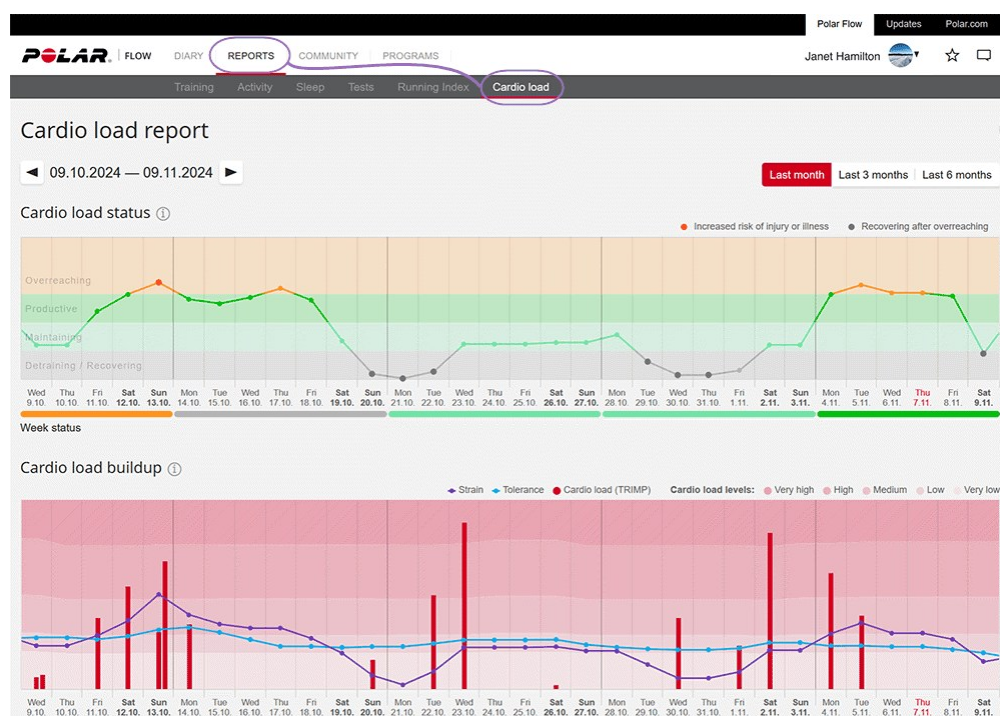 Polar Flow Updates Polar.com
POLAR. FLOW DIARY REPORTS COMMUNITY PROGRAMS Janet Hamilton
Training Activity Sleep Tests Running Index Cardio load
Cardio load report
09.10.2024 — 09.11.2024 Last month Last 3 months Last 6 months
Cardio load status
Increased risk of injury or illness Recovering after overreaching
Overreaching
Productive
Maintaining
Detraining / Recovering
Wed Thu Fri Sat Sun Mon Tue Wed Thu Fri Sat Sun Mon Tue Wed Thu Fri Sat Sun Mon Tue Wed Thu Fri Sat Sun Mon Tue Wed Thu Fri Sat
9.10. 10.10. 11.10. 12.10. 13.10. 14.10. 15.10. 16.10. 17.10. 18.10. 19.10. 20.10. 21.10. 22.10. 23.10. 24.10. 25.10. 26.10. 27.10. 28.10. 29.10. 30.10. 31.10. 1.11. 2.11. 3.11. 4.11. 5.11. 6.11. 7.11. 8.11. 9.11.
Week status
Cardio load buildup
Strain Tolerance Cardio load (TRIMP) Cardio load levels: Very high High Medium Low Very low
Wed Thu Fri Sat Sun Mon Tue Wed Thu Fri Sat Sun Mon Tue Wed Thu Fri Sat Sun Mon Tue Wed Thu Fri Sat Sun Mon Tue Wed Thu Fri Sat
9.10. 10.10. 11.10. 12.10. 13.10. 14.10. 15.10. 16.10. 17.10. 18.10. 19.10. 20.10. 21.10. 22.10. 23.10. 24.10. 25.10. 26.10. 27.10. 28.10. 29.10. 30.10. 31.10. 1.11. 2.11. 3.11. 4.11. 5.11. 6.11. 7.11. 8.11. 9.11.